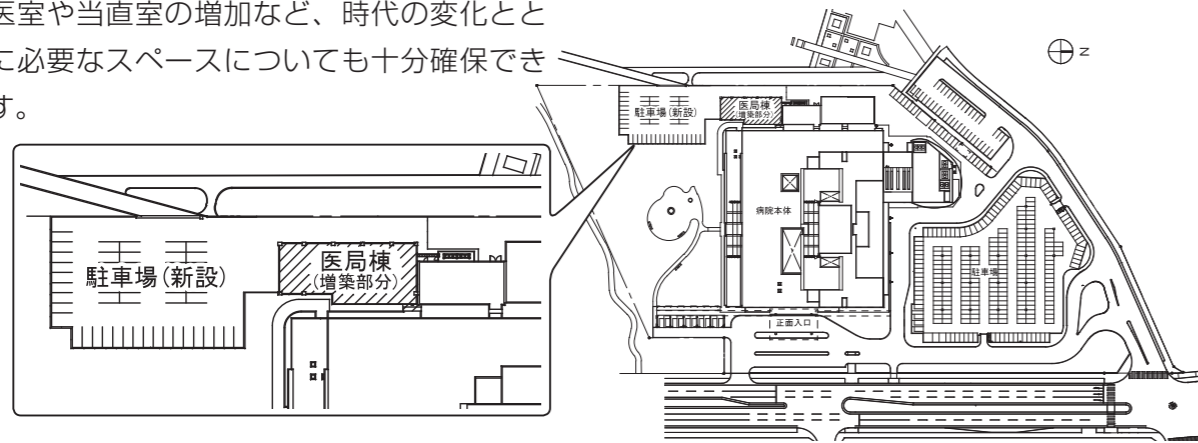 医室や当直室の増加など、時代の変化とと
に必要なスペースについても十分確保でき
す。
N
駐車場(新設)
医局棟
(増築部分)
病院本体
駐車場
正面入口
駐車場(新設)
医局棟
(増築部分)